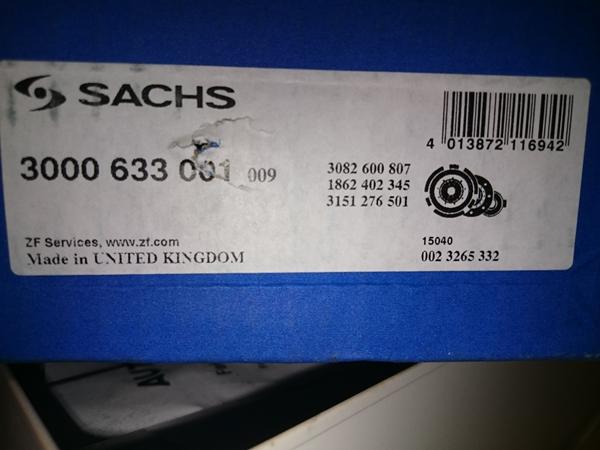 SACHS
4 013872 116942
3000 633 001 009
3082 600 807
1862 402 345
3151 276 501
ZF Services, www.zf.com
Made in UNITED KINGDOM
15040
002 3265 332